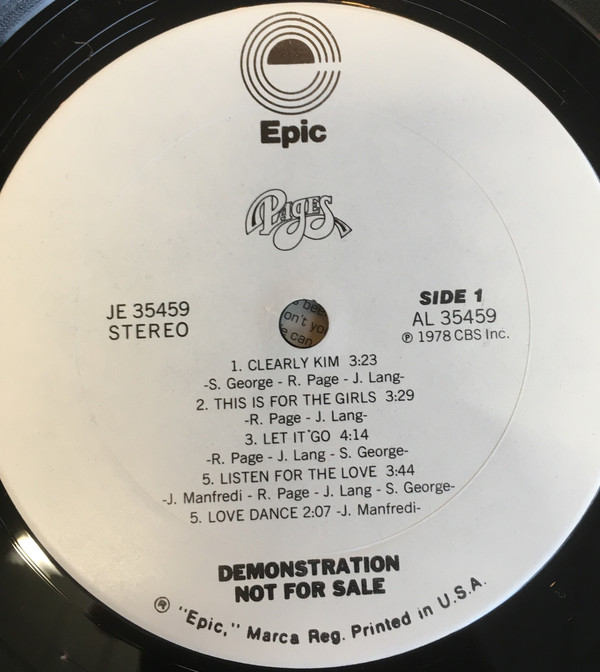 Epic
PAGES
JE 35459
STEREO
SIDE 1
AL 35459
℗ 1978 CBS Inc.
on't yo
e can
1. CLEARLY KIM 3:23
-S. George - R. Page - J. Lang-
2. THIS IS FOR THE GIRLS 3:29
-R. Page - J. Lang-
3. LET IT GO 4:14
-R. Page - J. Lang - S. George-
5. LISTEN FOR THE LOVE 3:44
-J. Manfredi - R. Page - J. Lang - S. George-
5. LOVE DANCE 2:07 -J. Manfredi-
DEMONSTRATION
NOT FOR SALE
® "Epic," Marca Reg. Printed in U.S.A.